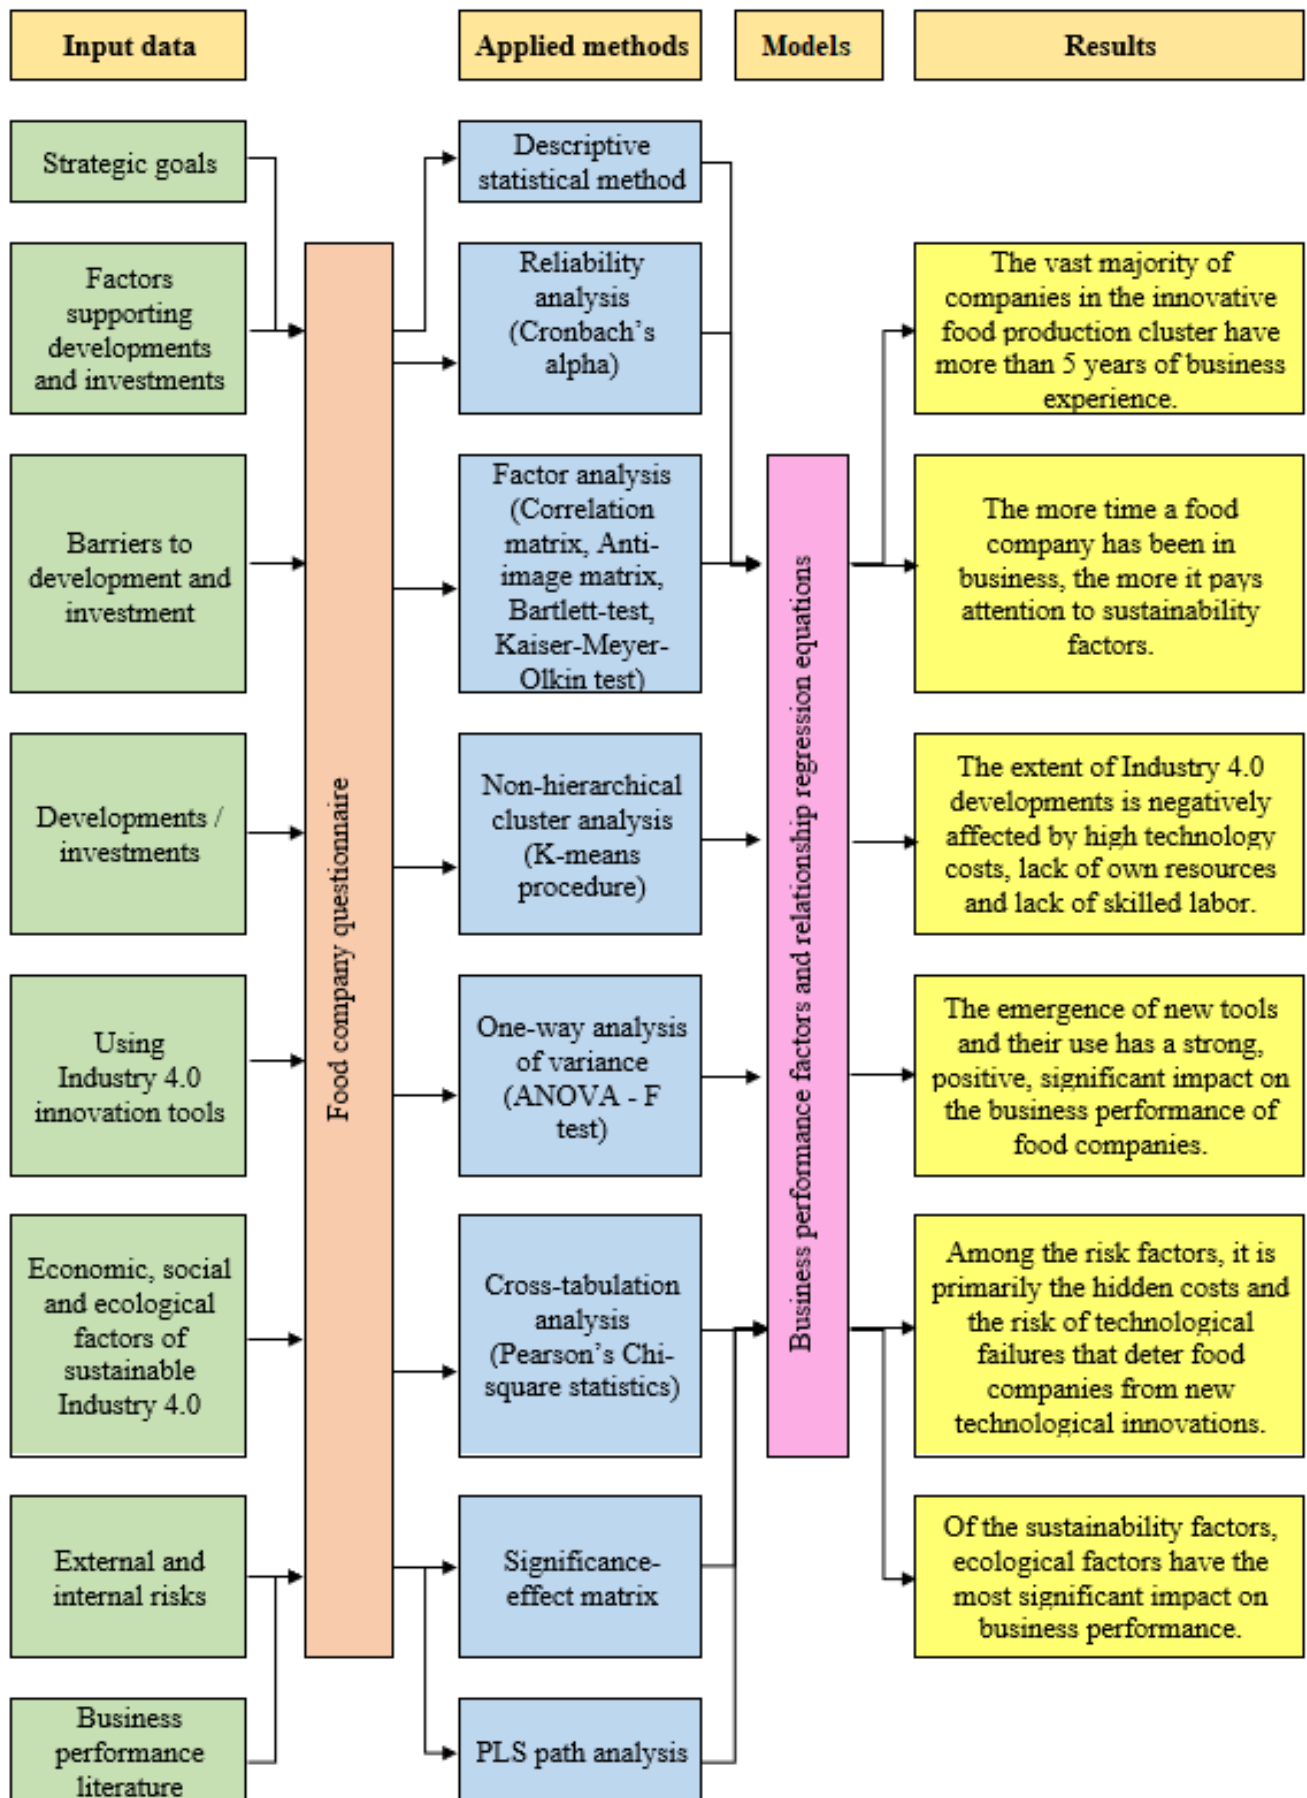 Input data
Applied methods
Models
Results
Strategic goals
Factors
supporting
developments
and investments
Barriers to
development and
investment
Developments /
investments
Using
Industry 4.0
innovation tools
Economic, social
and ecological
factors of
sustainable
Industry 4.0
External and
internal risks
Business
performance
literature
Food company questionnaire
Descriptive
statistical method
Reliability
analysis
(Cronbach's
alpha)
Factor analysis
(Correlation
matrix, Anti-
image matrix,
Bartlett-test,
Kaiser-Meyer-
Olkin test)
Non-hierarchical
cluster analysis
(K-means
procedure)
One-way analysis
of variance
(ANOVA - F
test)
Cross-tabulation
analysis
(Pearson's Chi-
square statistics)
Significance-
effect matrix
PLS path analysis
Business performance factors and relationship regression equations
The vast majority of
companies in the innovative
food production cluster have
more than 5 years of business
experience.
The more time a food
company has been in
business, the more it pays
attention to sustainability
factors.
The extent of Industry 4.0
developments is negatively
affected by high technology
costs, lack of own resources
and lack of skilled labor.
The emergence of new tools
and their use has a strong,
positive, significant impact on
the business performance of
food companies.
Among the risk factors, it is
primarily the hidden costs and
the risk of technological
failures that deter food
companies from new
technological innovations.
Of the sustainability factors,
ecological factors have the
most significant impact on
business performance.